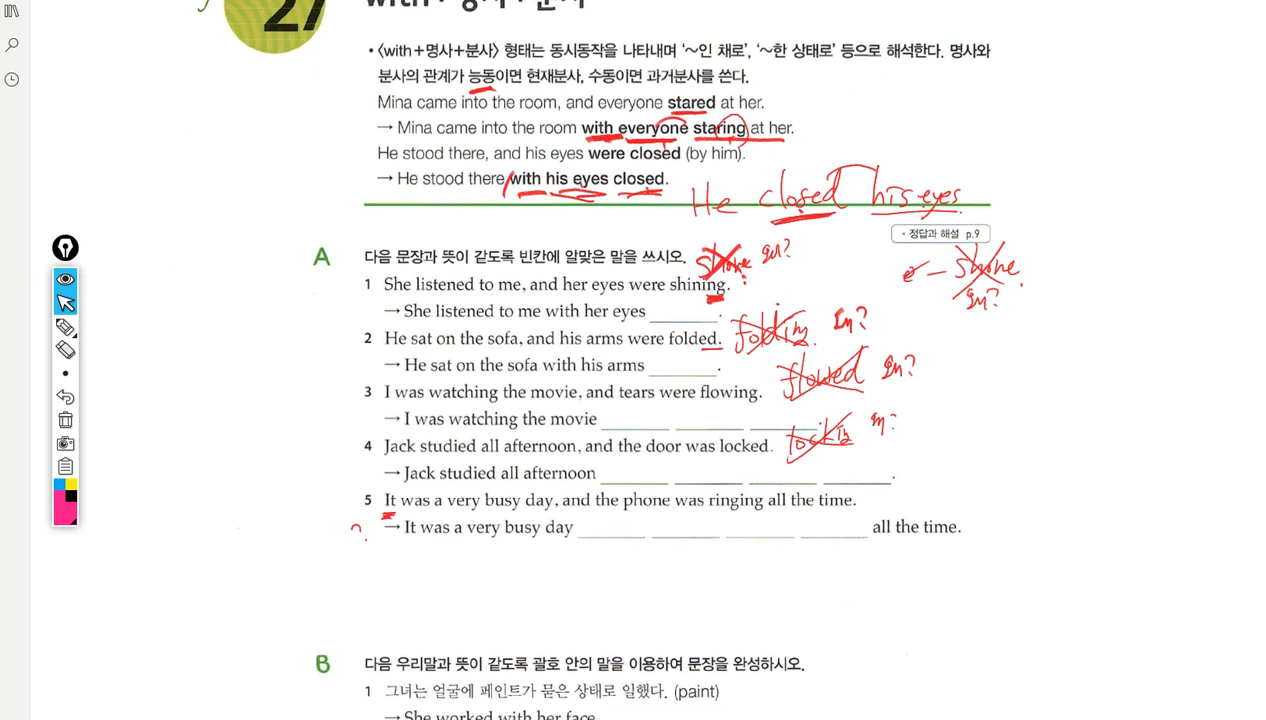 27
with + 명사 + 분사
• 〈with+명사+분사〉 형태는 동시동작을 나타내며 ‘～인 채로’, ‘～한 상태로’ 등으로 해석한다. 명사와
분사의 관계가 능동이면 현재분사, 수동이면 과거분사를 쓴다.
Mina came into the room, and everyone stared at her.
→ Mina came into the room with everyone staring at her.
He stood there, and his eyes were closed (by him).
→ He stood there with his eyes closed.
He closed his eyes.
• 정답과 해설 p.9
A 다음 문장과 뜻이 같도록 빈칸에 알맞은 말을 쓰시오.
shone
e - shine
1 She listened to me, and her eyes were shining.
→ She listened to me with her eyes ______.
2 He sat on the sofa, and his arms were folded.
folding
→ He sat on the sofa with his arms ______.
flowed
3 I was watching the movie, and tears were flowing.
→ I was watching the movie ______ ______ ______.
locking
4 Jack studied all afternoon, and the door was locked.
→ Jack studied all afternoon ______ ______ ______ ______.
5 It was a very busy day, and the phone was ringing all the time.
→ It was a very busy day ______ ______ ______ ______ all the time.
B 다음 우리말과 뜻이 같도록 괄호 안의 말을 이용하여 문장을 완성하시오.
1 그녀는 얼굴에 페인트가 묻은 상태로 일했다. (paint)
→ She worked with her face